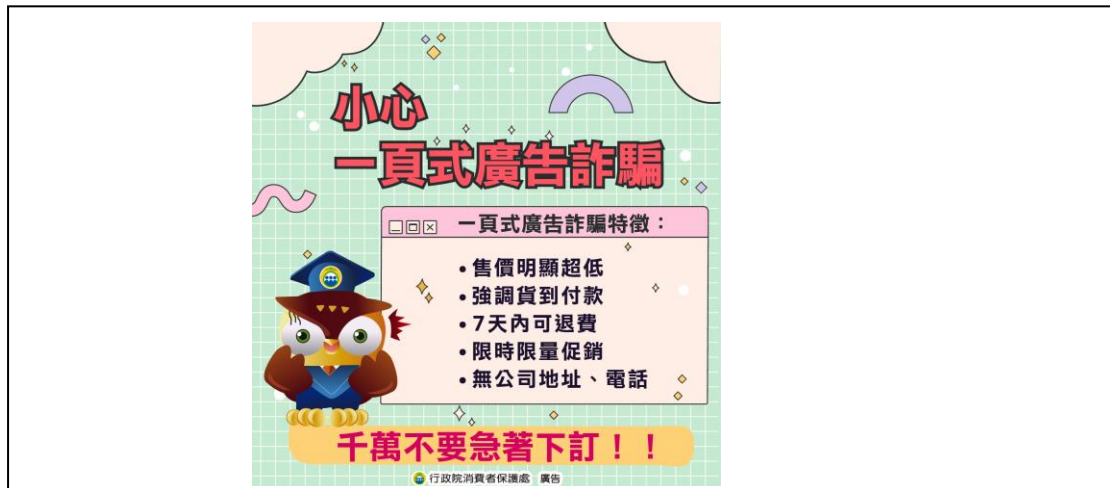 小心
一頁式廣告詐騙
一頁式廣告詐騙特徵：
•售價明顯超低
•強調貨到付款
•7天內可退費
•限時限量促銷
•無公司地址、電話
千萬不要急著下訂！！
行政院消費者保護處 廣告